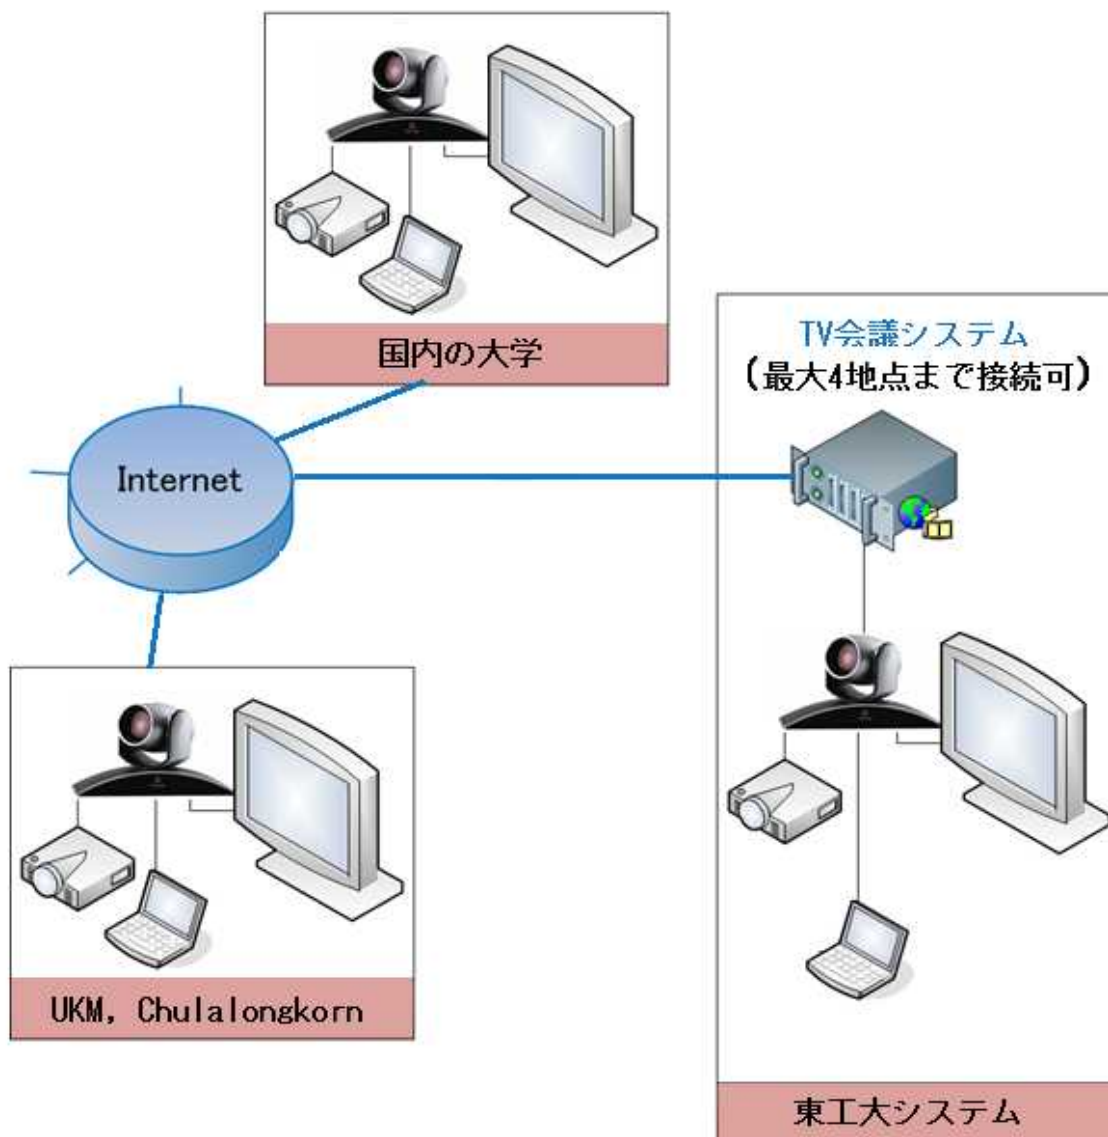 国内の大学
TV会議システム
(最大4地点まで接続可)
Internet
UKM, Chulalongkorn
東工大システム